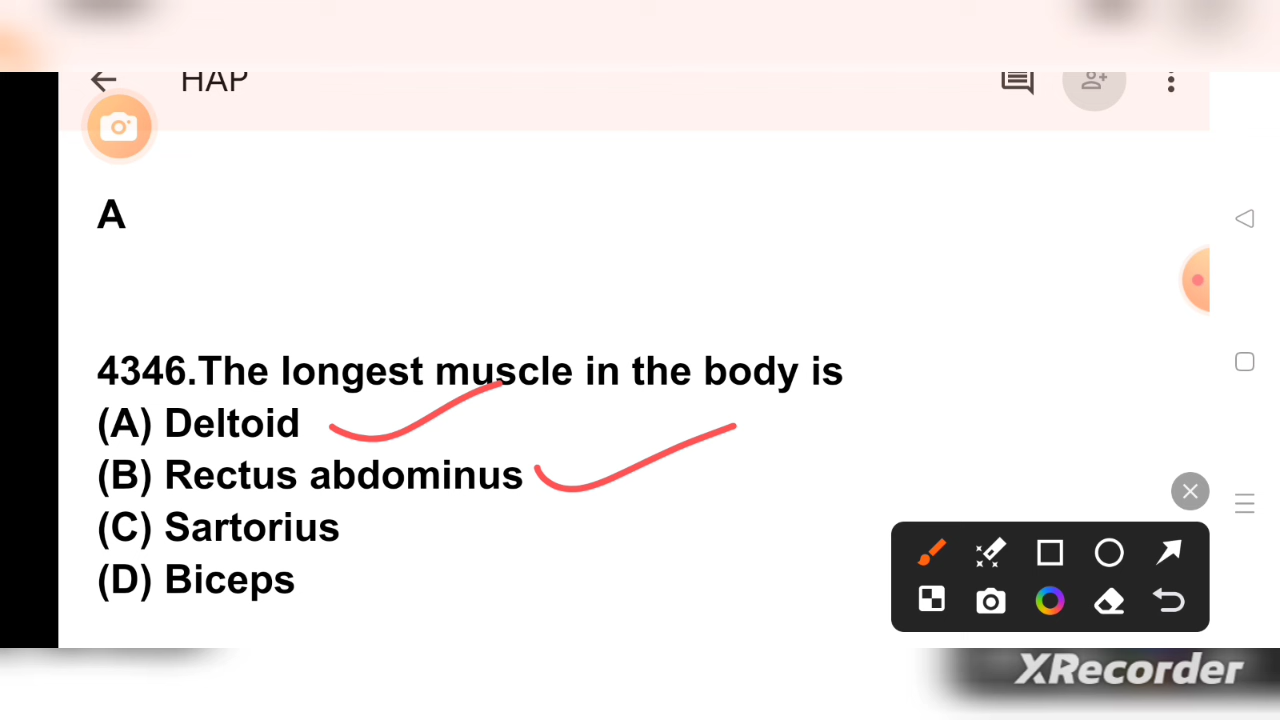 HAP
A
4346.The longest muscle in the body is
(A) Deltoid
(B) Rectus abdominus
(C) Sartorius
(D) Biceps
XRecorder